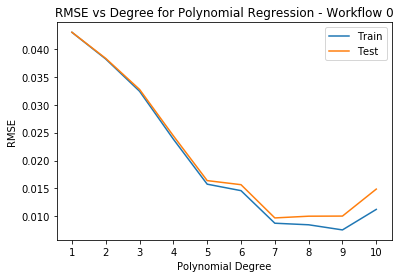 RMSE vs Degree for Polynomial Regression - Workflow 0
Train
Test
0.040
0.035
0.030
0.025
0.020
0.015
0.010
RMSE
1 2 3 4 5 6 7 8 9 10
Polynomial Degree